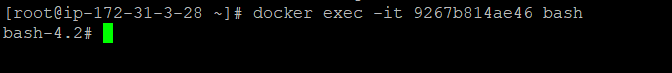 [root@ip-172-31-3-28 ~]# docker exec -it 9267b814ae46 bash
bash-4.2#